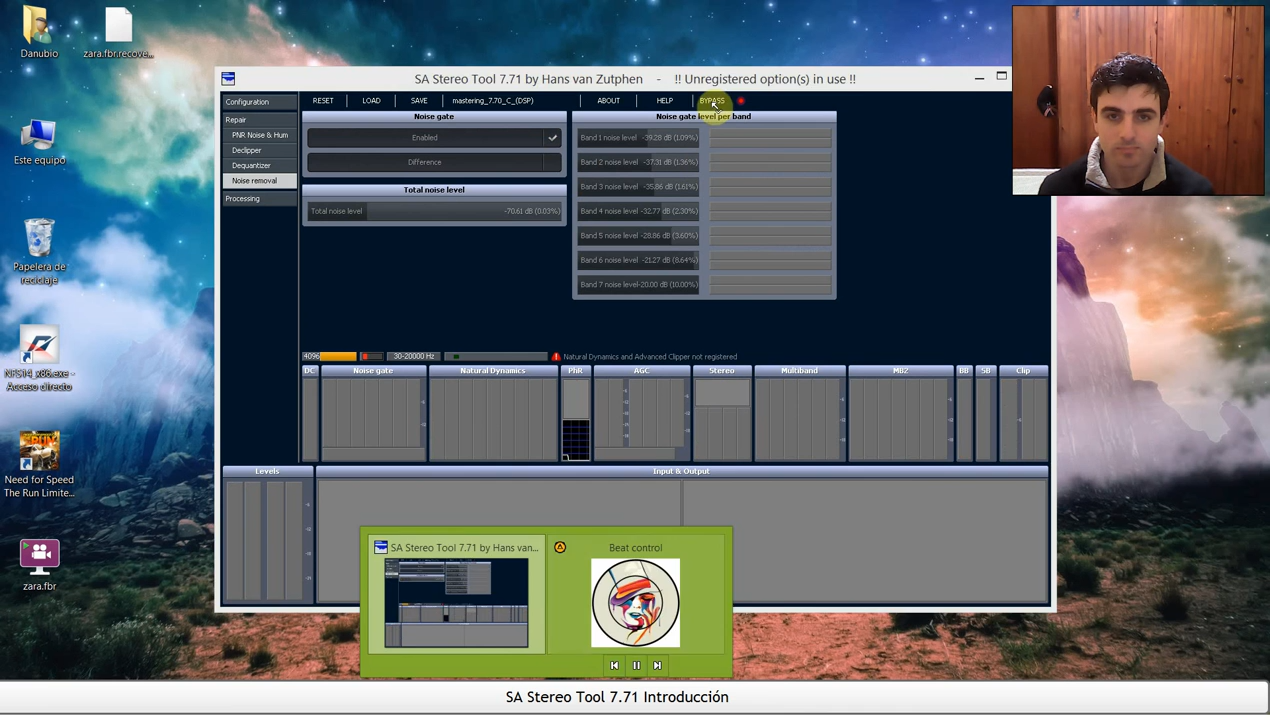 Danubio
zara.fbr.recove...
Este equipo
Papelera de
reciclaje
NFS14_x86.exe -
Acceso directo
Need for Speed
The Run Limite...
zara.fbr
SA Stereo Tool 7.71 by Hans van Zutphen - !! Unregistered option(s) in use !!
Configuration
Repair
PNR Noise & Hum
Declipper
Dequantizer
Noise removal
Processing
RESET LOAD SAVE mastering_7.70_C_(DSP) ABOUT HELP BYPASS
Noise gate
Enabled
Difference
Total noise level
Total noise level -70.61 dB (0.03%)
Noise gate level per band
Band 1 noise level -39.28 dB (1.09%)
Band 2 noise level -37.31 dB (1.36%)
Band 3 noise level -35.86 dB (1.61%)
Band 4 noise level -32.77 dB (2.30%)
Band 5 noise level -28.86 dB (3.60%)
Band 6 noise level -21.27 dB (8.64%)
Band 7 noise level -20.00 dB (10.00%)
4096 30-20000 Hz Natural Dynamics and Advanced Clipper not registered
DC Noise gate Natural Dynamics PhR AGC Stereo Multiband MB2 BB SB Clip
Levels Input & Output
SA Stereo Tool 7.71 by Hans van... Beat control
SA Stereo Tool 7.71 Introducción